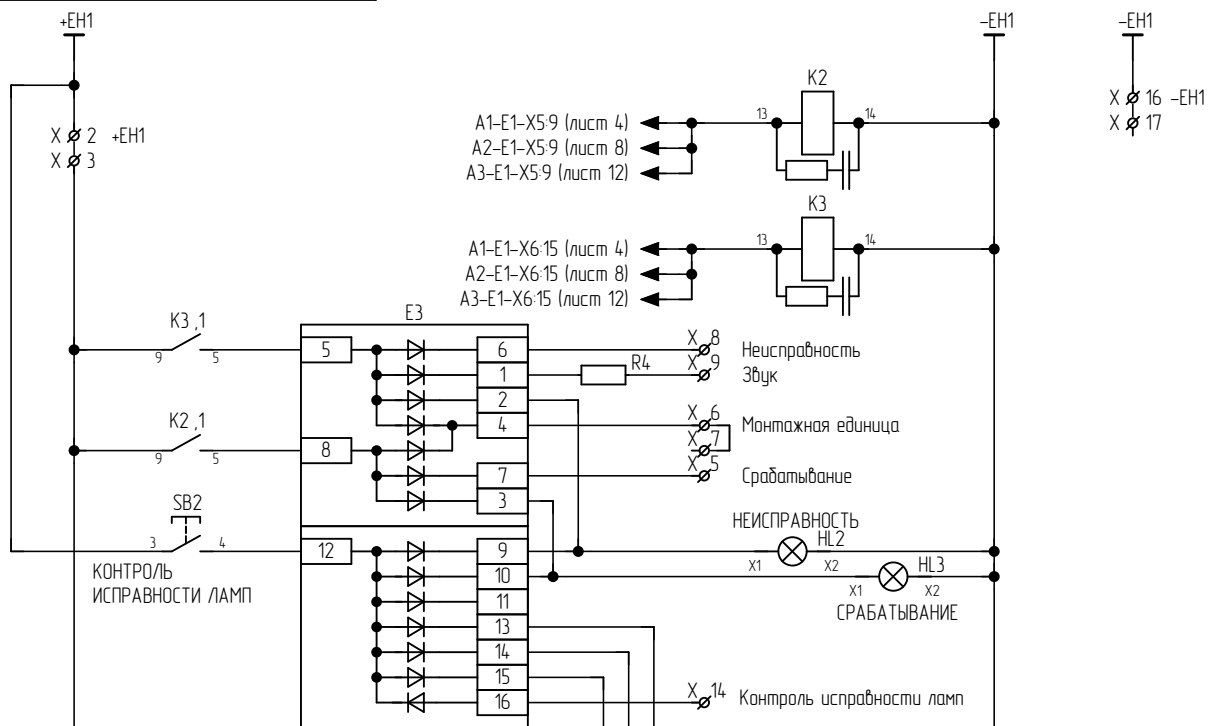 +EH1
–EH1
–EH1
K2
X 16 –EH1
X 17
A1–E1–X5:9 (лист 4)
13
14
X 2 +EH1
A2–E1–X5:9 (лист 8)
X 3
A3–E1–X5:9 (лист 12)
K3
A1–E1–X6:15 (лист 4)
13
14
A2–E1–X6:15 (лист 8)
A3–E1–X6:15 (лист 12)
E3
K3 ,1
9
5
5
6
X 8
Неисправность
1
R4
X 9
Звук
2
K2 ,1
4
X 6
Монтажная единица
9
5
8
X 7
7
X 5
Срабатывание
3
SB2
НЕИСПРАВНОСТЬ
3
4
12
9
X1
HL2
X2
КОНТРОЛЬ
ИСПРАВНОСТИ ЛАМП
10
X1
HL3
X2
11
СРАБАТЫВАНИЕ
13
14
15
16
X 14
Контроль исправности ламп